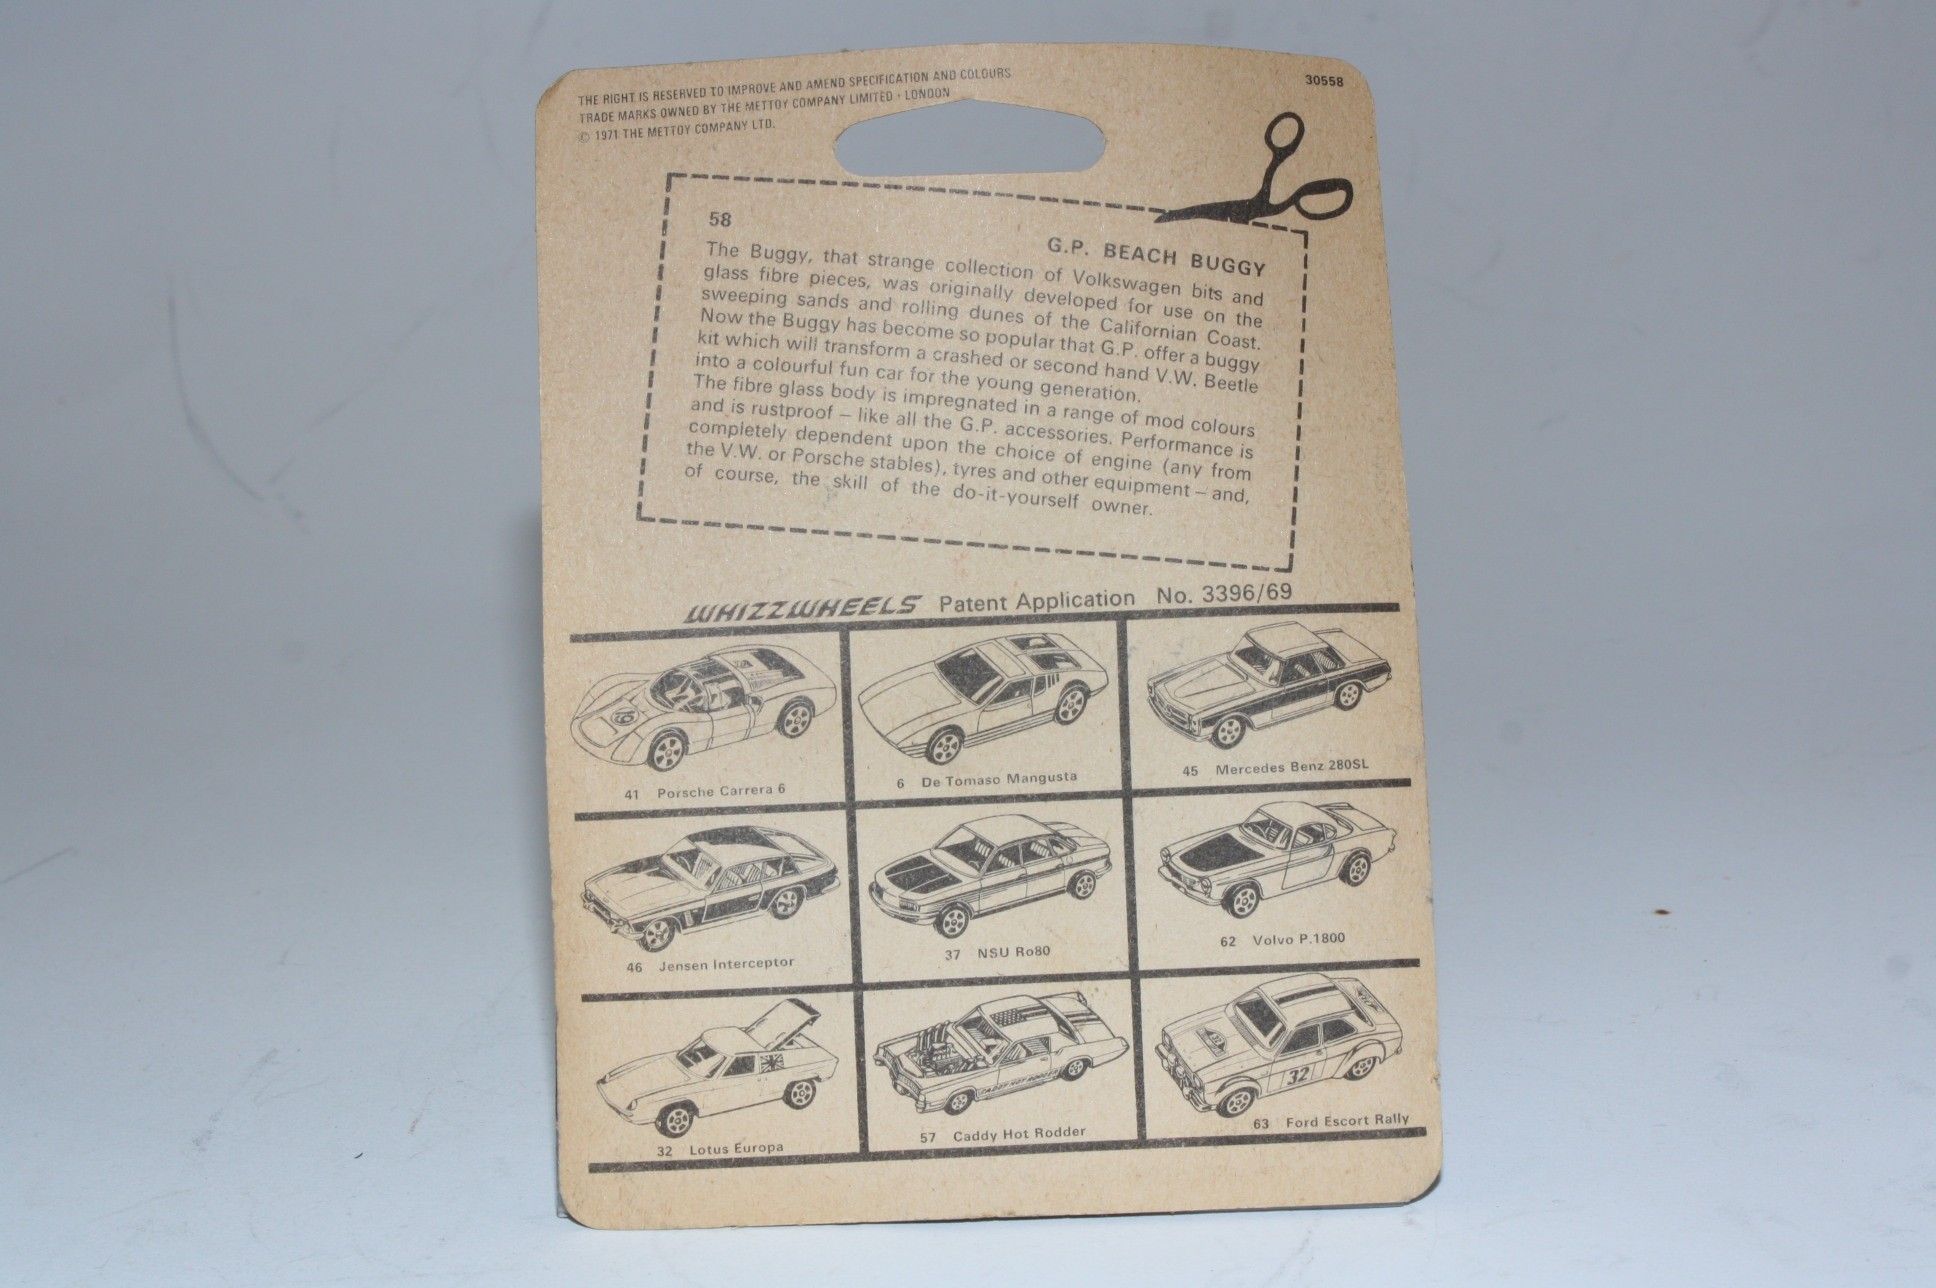 THE RIGHT IS RESERVED TO IMPROVE AND AMEND SPECIFICATION AND COLOURS
TRADE MARKS OWNED BY THE METTOY COMPANY LIMITED · LONDON
© 1971 THE METTOY COMPANY LTD.
30558
58
G.P. BEACH BUGGY
The Buggy, that strange collection of Volkswagen bits and
glass fibre pieces, was originally developed for use on the
sweeping sands and rolling dunes of the Californian Coast.
Now the Buggy has become so popular that G.P. offer a buggy
kit which will transform a crashed or second hand V.W. Beetle
into a colourful fun car for the young generation.
The fibre glass body is impregnated in a range of mod colours
and is rustproof – like all the G.P. accessories. Performance is
completely dependent upon the choice of engine (any from
the V.W. or Porsche stables), tyres and other equipment – and,
of course, the skill of the do-it-yourself owner.
WHIZZWHEELS Patent Application No. 3396/69
19
41 Porsche Carrera 6
6 De Tomaso Mangusta
45 Mercedes Benz 280SL
46 Jensen Interceptor
37 NSU Ro80
62 Volvo P.1800
32 Lotus Europa
CADDY HOT RODDER
57 Caddy Hot Rodder
32
63 Ford Escort Rally